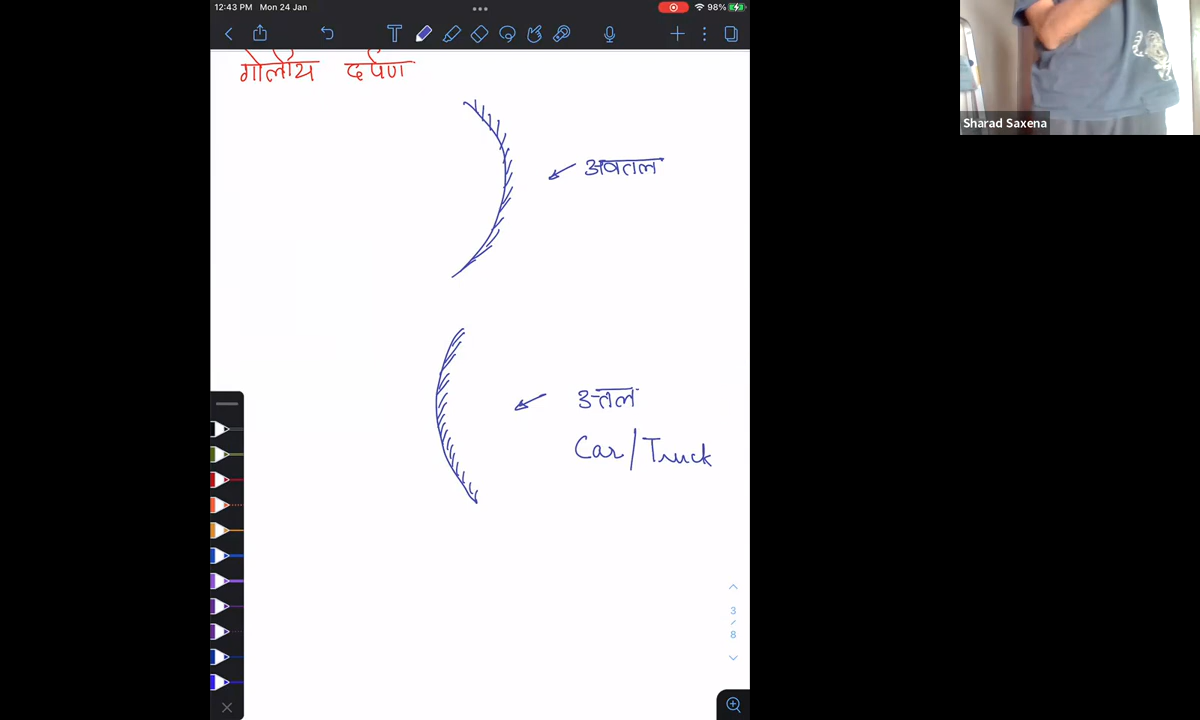 12:43 PM Mon 24 Jan
98%
गोलीय दर्पण
Sharad Saxena
अवतल
उत्तल
Car/Truck
3
/
8